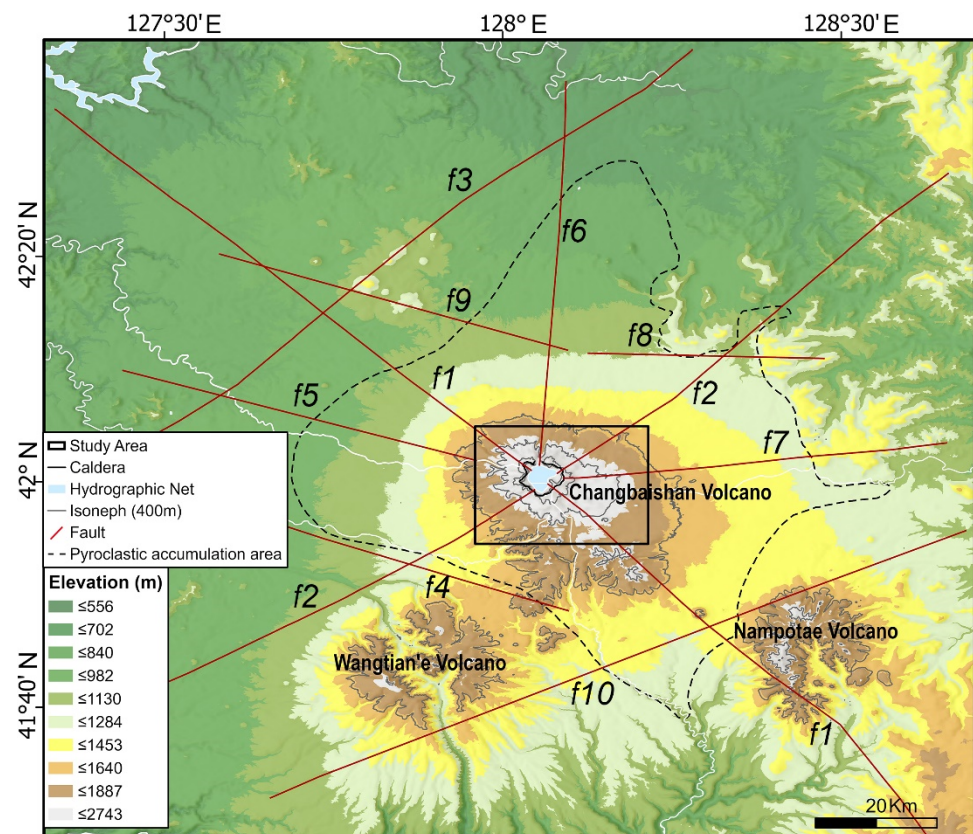 127°30' E
128° E
128°30' E
42°20' N
42° N
41°40' N
f3
f6
f9
f8
f1
f2
f5
f7
Changbaishan Volcano
f2
f4
Nampotae Volcano
Wangtian'e Volcano
f10
f1
Study Area
Caldera
Hydrographic Net
Isoneph (400m)
Fault
Pyroclastic accumulation area
Elevation (m)
≤556
≤702
≤840
≤982
≤1130
≤1284
≤1453
≤1640
≤1887
≤2743
20Km